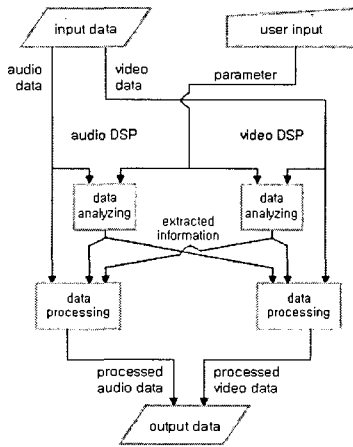 input data
user input
audio
data
video
data
parameter
audio DSP
video DSP
data
analyzing
data
analyzing
extracted
information
data
processing
data
processing
processed
audio data
processed
video data
output data